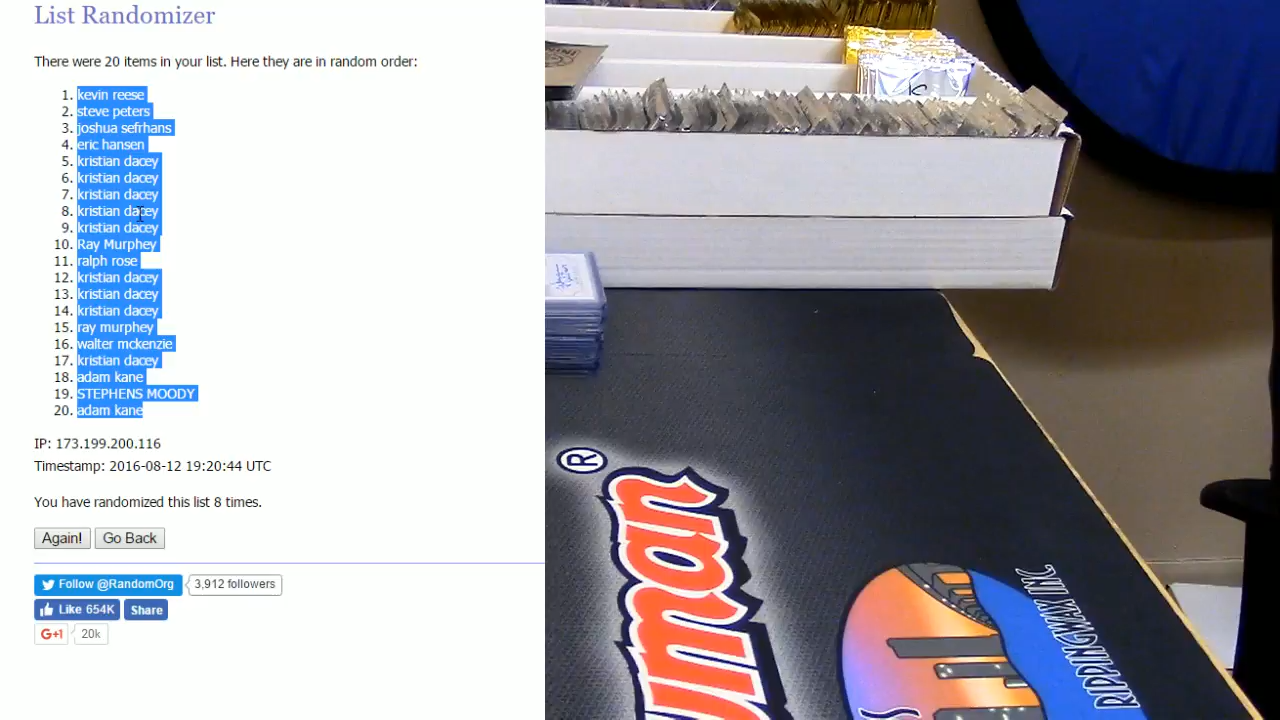 List Randomizer
There were 20 items in your list. Here they are in random order:
1. kevin reese
2. steve peters
3. joshua sefrhans
4. eric hansen
5. kristian dacey
6. kristian dacey
7. kristian dacey
8. kristian dacey
9. kristian dacey
10. Ray Murphey
11. ralph rose
12. kristian dacey
13. kristian dacey
14. kristian dacey
15. ray murphey
16. walter mckenzie
17. kristian dacey
18. adam kane
19. STEPHENS MOODY
20. adam kane
IP: 173.199.200.116
Timestamp: 2016-08-12 19:20:44 UTC
You have randomized this list 8 times.
Again! Go Back
Follow @RandomOrg 3,912 followers
Like 654K Share
G+1 20k
®
RIPPINGWAX INC